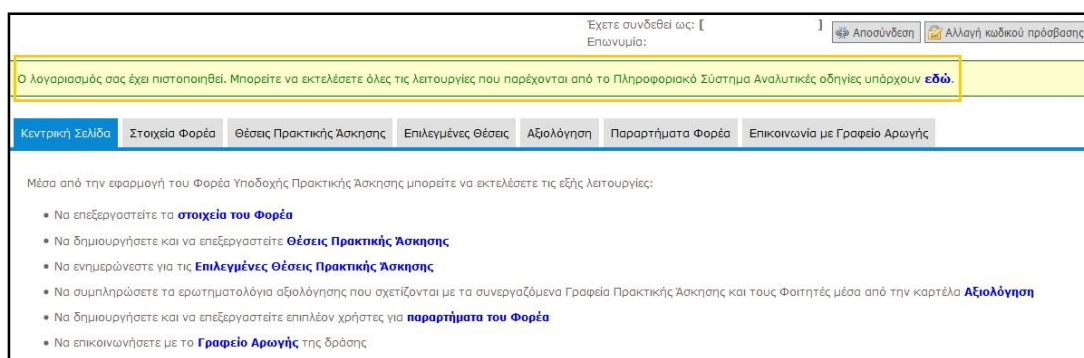 Έχετε συνδεθεί ως: [ ] Αποσύνδεση Αλλαγή κωδικού πρόσβασης
Επωνυμία:
Ο λογαριασμός σας έχει πιστοποιηθεί. Μπορείτε να εκτελέσετε όλες τις λειτουργίες που παρέχονται από το Πληροφοριακό Σύστημα Αναλυτικές οδηγίες υπάρχουν εδώ.
Κεντρική Σελίδα Στοιχεία Φορέα Θέσεις Πρακτικής Άσκησης Επιλεγμένες Θέσεις Αξιολόγηση Παραρτήματα Φορέα Επικοινωνία με Γραφείο Αρωγής
Μέσα από την εφαρμογή του Φορέα Υποδοχής Πρακτικής Άσκησης μπορείτε να εκτελέσετε τις εξής λειτουργίες:
• Να επεξεργαστείτε τα στοιχεία του Φορέα
• Να δημιουργήσετε και να επεξεργαστείτε Θέσεις Πρακτικής Άσκησης
• Να ενημερώνεστε για τις Επιλεγμένες Θέσεις Πρακτικής Άσκησης
• Να συμπληρώσετε τα ερωτηματολόγια αξιολόγησης που σχετίζονται με τα συνεργαζόμενα Γραφεία Πρακτικής Άσκησης και τους Φοιτητές μέσα από την καρτέλα Αξιολόγηση
• Να δημιουργήσετε και να επεξεργαστείτε επιπλέον χρήστες για παραρτήματα του Φορέα
• Να επικοινωνήσετε με το Γραφείο Αρωγής της δράσης